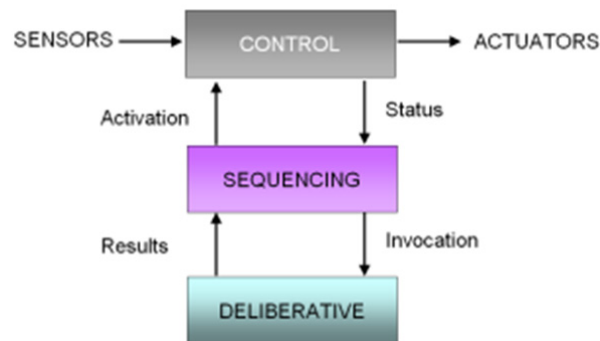 SENSORS
CONTROL
ACTUATORS
Activation
Status
SEQUENCING
Results
Invocation
DELIBERATIVE